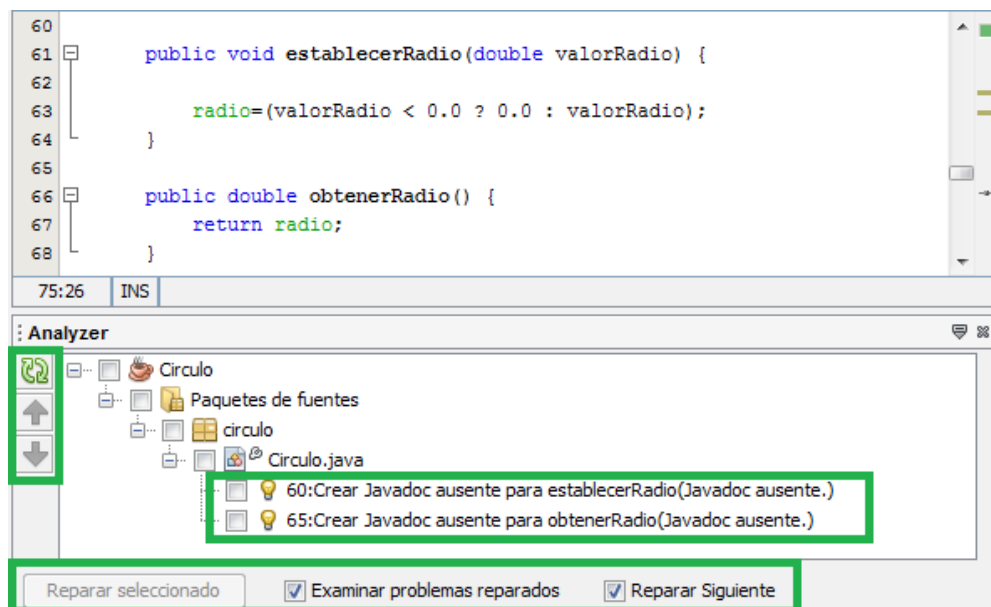 60
61 public void establecerRadio(double valorRadio) {
62
63 radio=(valorRadio < 0.0 ? 0.0 : valorRadio);
64 }
65
66 public double obtenerRadio() {
67 return radio;
68 }
75:26 INS
Analyzer
Circulo
Paquetes de fuentes
circulo
Circulo.java
60:Crear Javadoc ausente para establecerRadio(Javadoc ausente.)
65:Crear Javadoc ausente para obtenerRadio(Javadoc ausente.)
Reparar seleccionado Examinar problemas reparados Reparar Siguiente